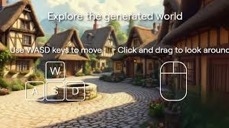 Explore the generated World
Use WASD keys to move
Click and drag to look around
W
A S D